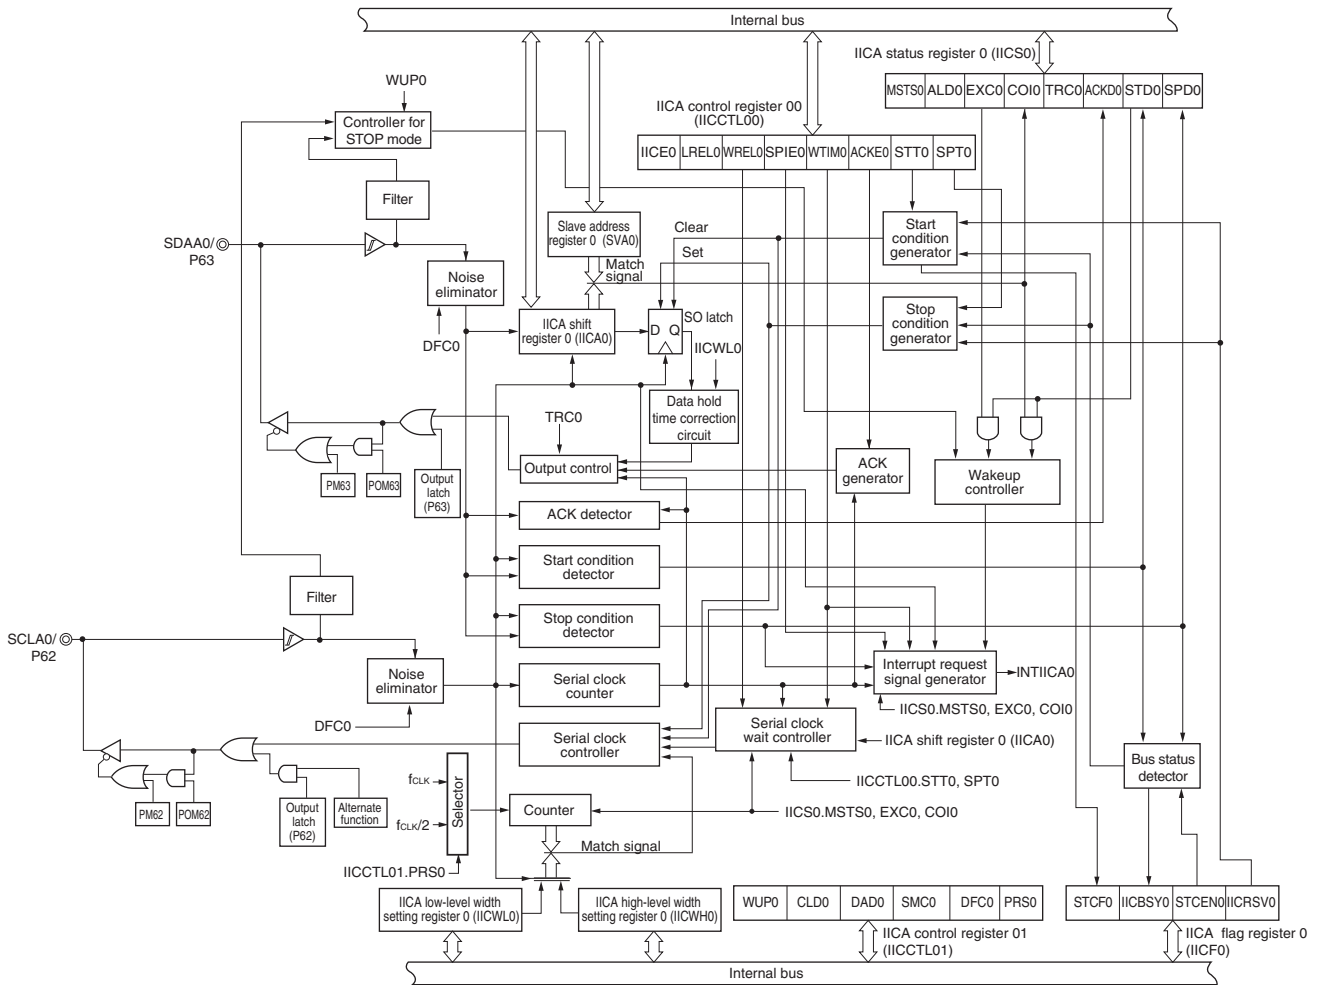 Internal bus
IICA status register 0 (IICS0)
MSTS0 ALD0 EXC0 COI0 TRC0 ACKD0 STD0 SPD0
WUP0
Controller for
STOP mode
IICA control register 00
(IICCTL00)
IICE0 LREL0 WREL0 SPIE0 WTIM0 ACKE0 STT0 SPT0
Filter
SDAA0/
P63
Slave address
register 0 (SVA0)
Clear
Set
Start
condition
generator
Match
signal
Noise
eliminator
DFC0
IICA shift
register 0 (IICA0)
D Q
SO latch
IICWL0
Stop
condition
generator
Data hold
time correction
circuit
TRC0
Output control
PM63
POM63
Output
latch
(P63)
ACK
generator
Wakeup
controller
ACK detector
Start condition
detector
Filter
Stop condition
detector
SCLA0/
P62
Noise
eliminator
DFC0
Serial clock
counter
Interrupt request
signal generator
INTIICA0
IICS0.MSTS0, EXC0, COI0
Serial clock
controller
Serial clock
wait controller
IICA shift register 0 (IICA0)
IICCTL00.STT0, SPT0
Bus status
detector
PM62
POM62
Output
latch
(P62)
Alternate
function
fCLK
fCLK/2
Selector
Counter
IICS0.MSTS0, EXC0, COI0
Match signal
IICCTL01.PRS0
IICA low-level width
setting register 0 (IICWL0)
IICA high-level width
setting register 0 (IICWH0)
WUP0 CLD0 DAD0 SMC0 DFC0 PRS0
IICA control register 01
(IICCTL01)
STCF0 IICBSY0 STCEN0 IICRSV0
IICA flag register 0
(IICF0)
Internal bus